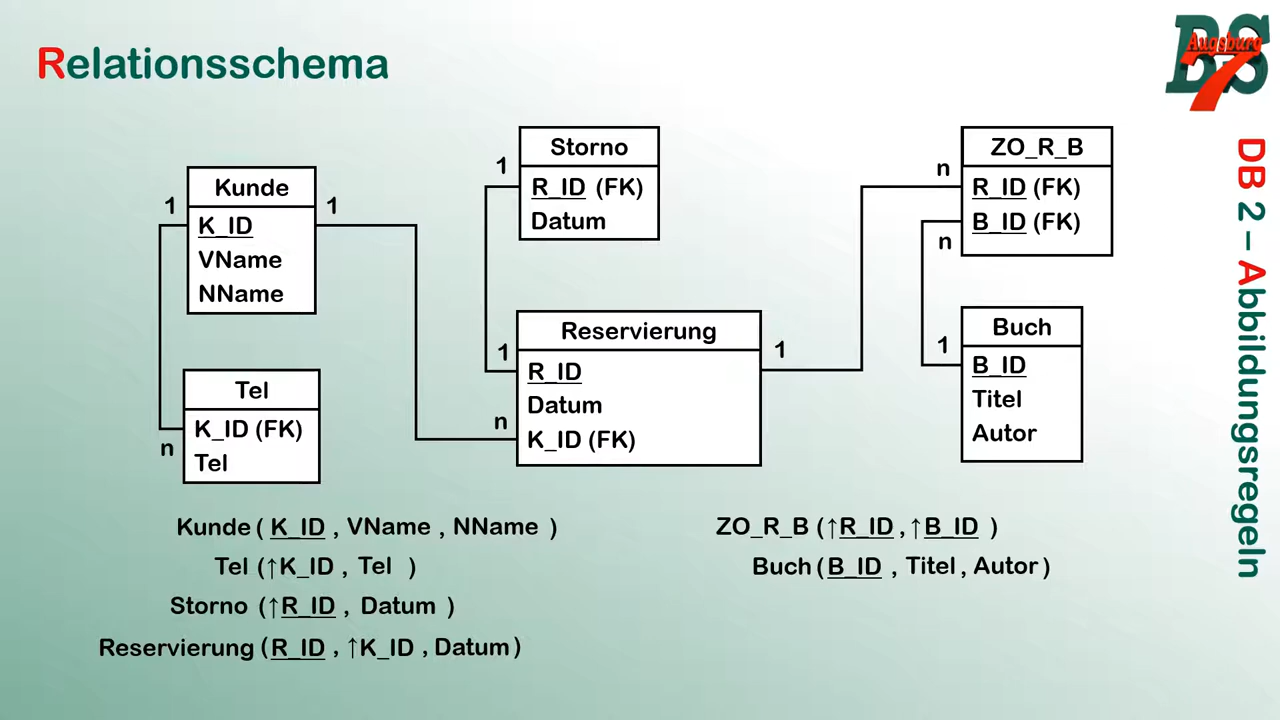 Relationsschema
BS
Augsburg
7
DB 2 – Abbildungsregeln
Kunde
K_ID
VName
NName
1
1
Tel
K_ID (FK)
Tel
n
Storno
R_ID (FK)
Datum
1
Reservierung
R_ID
Datum
K_ID (FK)
1
n
1
ZO_R_B
R_ID (FK)
B_ID (FK)
n
n
Buch
B_ID
Titel
Autor
1
Kunde ( K_ID , VName , NName )
Tel (↑K_ID , Tel )
Storno (↑R_ID , Datum )
Reservierung (R_ID , ↑K_ID , Datum)
ZO_R_B (↑R_ID ,↑B_ID )
Buch (B_ID , Titel , Autor )